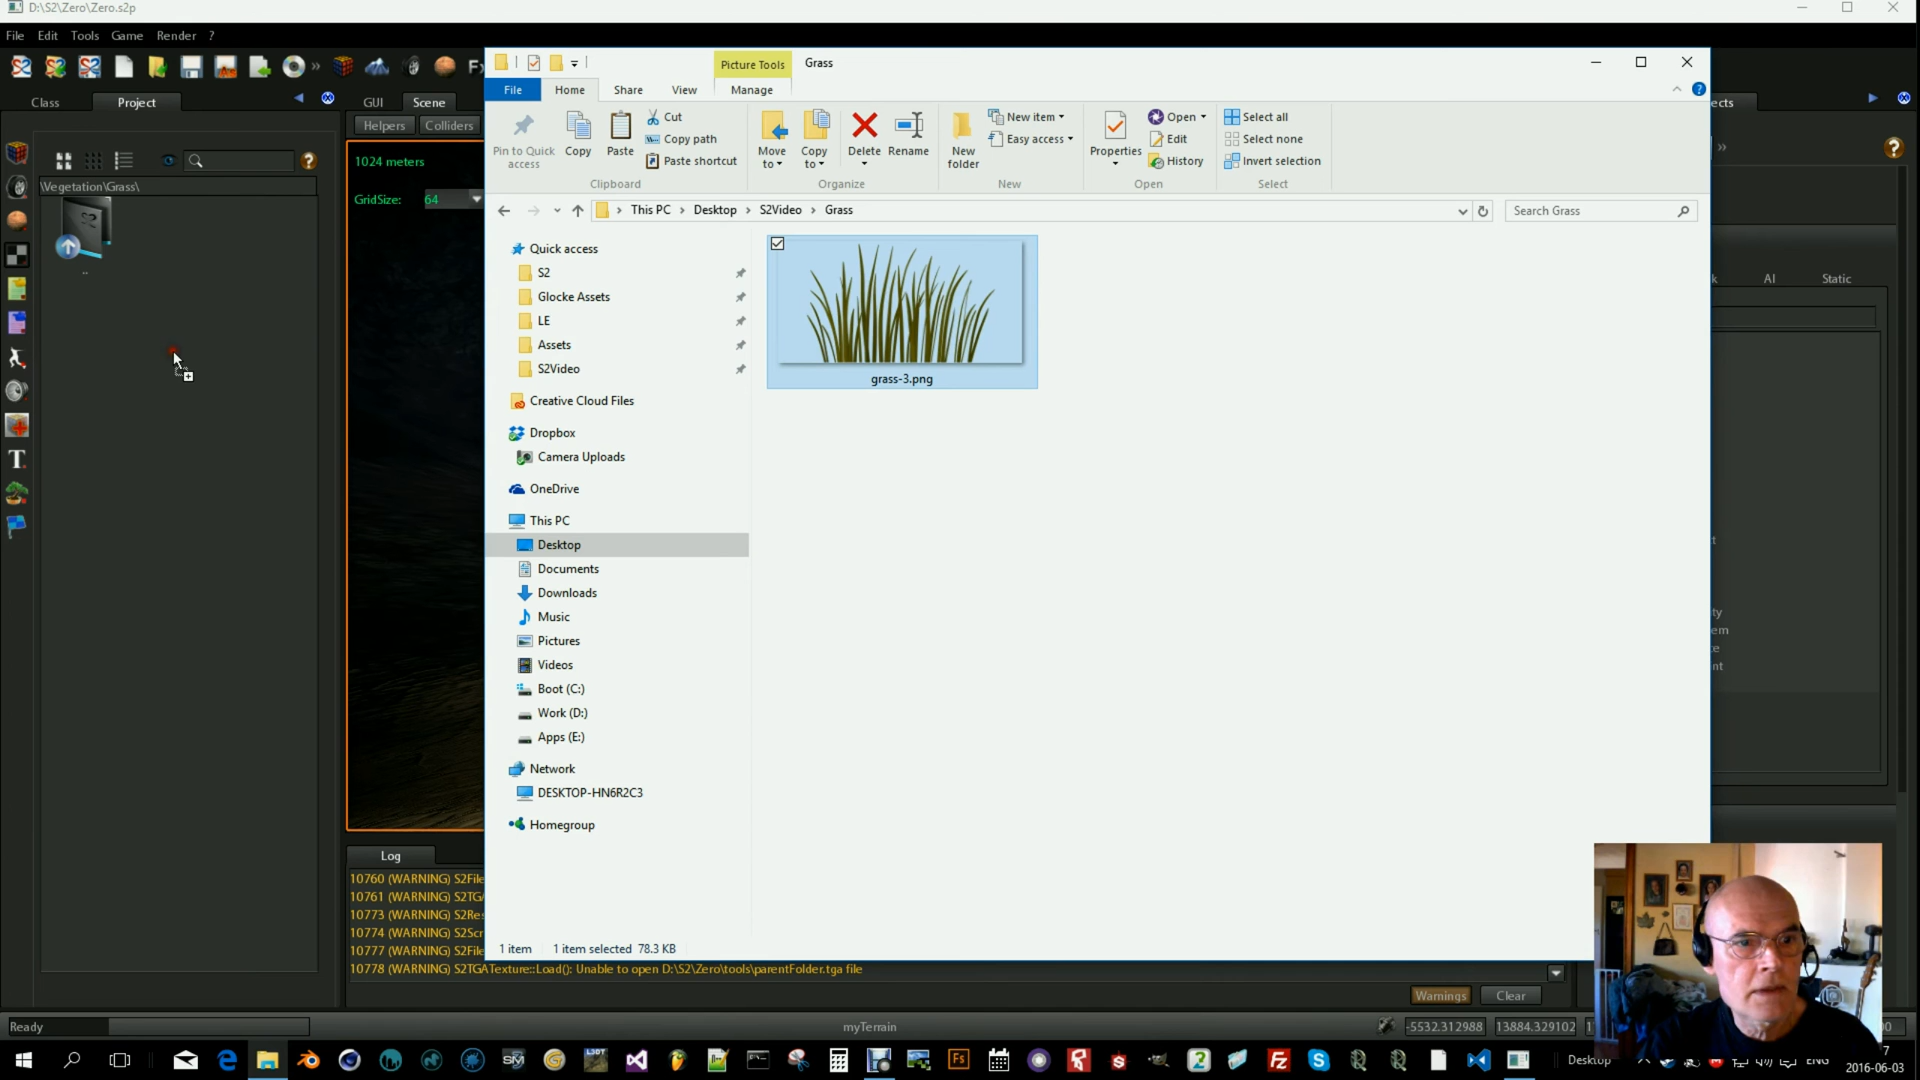 D:\S2\Zero\Zero.s2p
File Edit Tools Game Render ?
Class Project
GUI Scene
Helpers Colliders
\Vegetation\Grass\
..
1024 meters
GridSize: 64
Picture Tools Grass
File Home Share View Manage
Pin to Quick access
Copy
Paste
Cut
Copy path
Paste shortcut
Clipboard
Move to
Copy to
Delete
Rename
Organize
New folder
New item
Easy access
New
Properties
Open
Edit
History
Open
Select all
Select none
Invert selection
Select
This PC Desktop S2Video Grass
Search Grass
Quick access
S2
Glocke Assets
LE
Assets
S2Video
Creative Cloud Files
Dropbox
Camera Uploads
OneDrive
This PC
Desktop
Documents
Downloads
Music
Pictures
Videos
Boot (C:)
Work (D:)
Apps (E:)
Network
DESKTOP-HN6R2C3
Homegroup
grass-3.png
1 item 1 item selected 78.3 KB
ects
AI Static
Log
10760 (WARNING) S2File
10761 (WARNING) S2TG
10773 (WARNING) S2Res
10774 (WARNING) S2Scr
10777 (WARNING) S2File
10778 (WARNING) S2TGATexture::Load(): Unable to open D:\S2\Zero\tools\parentFolder.tga file
Warnings Clear
Ready myTerrain -5532.312988 13884.329102
Desktop ENG
2016-06-03